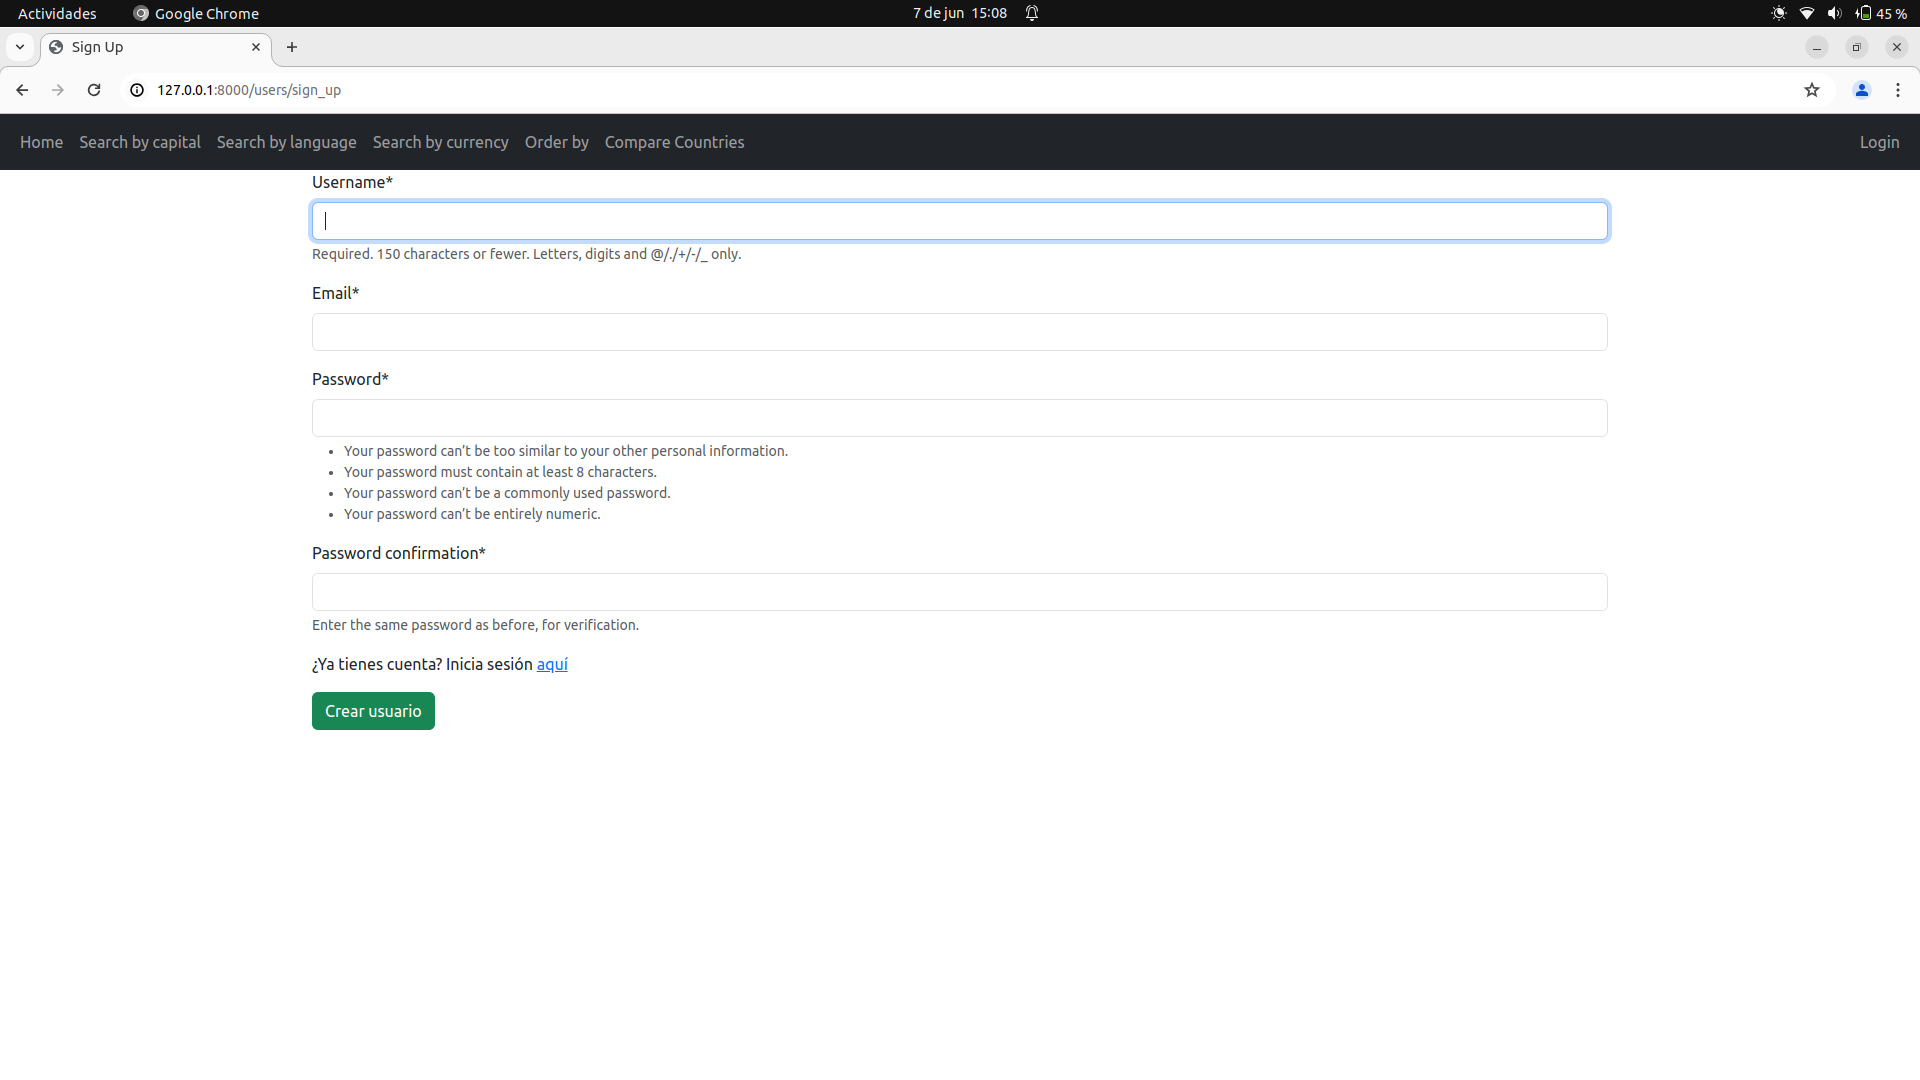 Actividades Google Chrome 7 de jun 15:08 45 %
Sign Up
127.0.0.1:8000/users/sign_up
Home Search by capital Search by language Search by currency Order by Compare Countries Login
Username*
Required. 150 characters or fewer. Letters, digits and @/./+/-/_ only.
Email*
Password*
• Your password can’t be too similar to your other personal information.
• Your password must contain at least 8 characters.
• Your password can’t be a commonly used password.
• Your password can’t be entirely numeric.
Password confirmation*
Enter the same password as before, for verification.
¿Ya tienes cuenta? Inicia sesión aquí
Crear usuario